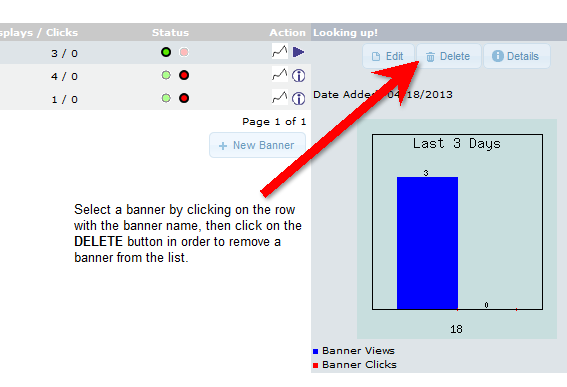 splays / Clicks Status Action Looking up!
3 / 0
Edit Delete Details
4 / 0
1 / 0
Date Added: 04/18/2013
Page 1 of 1
+ New Banner
Last 3 Days
3
Select a banner by clicking on the row
with the banner name, then click on the
DELETE button in order to remove a
banner from the list.
0
18
Banner Views
Banner Clicks